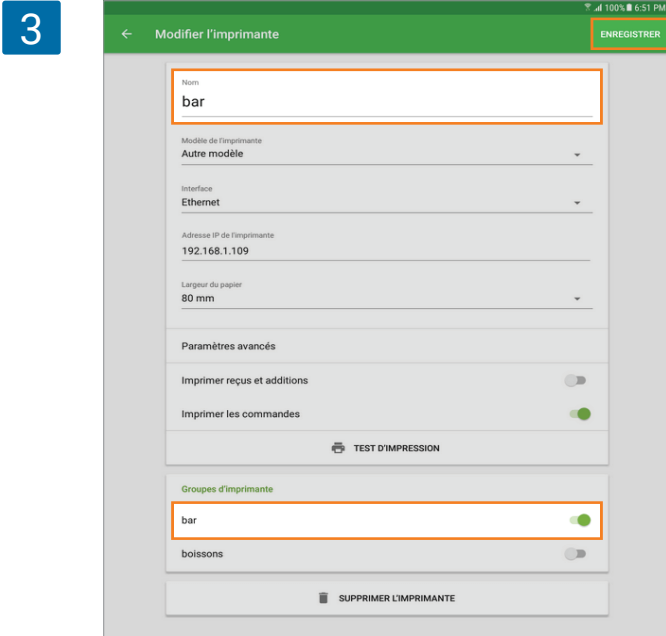 3
100% 6:51 PM
Modifier l'imprimante
ENREGISTRER
Nom
bar
Modèle de l'imprimante
Autre modèle
Interface
Ethernet
Adresse IP de l'imprimante
192.168.1.109
Largeur du papier
80 mm
Paramètres avancés
Imprimer reçus et additions
Imprimer les commandes
TEST D'IMPRESSION
Groupes d'imprimante
bar
boissons
SUPPRIMER L'IMPRIMANTE